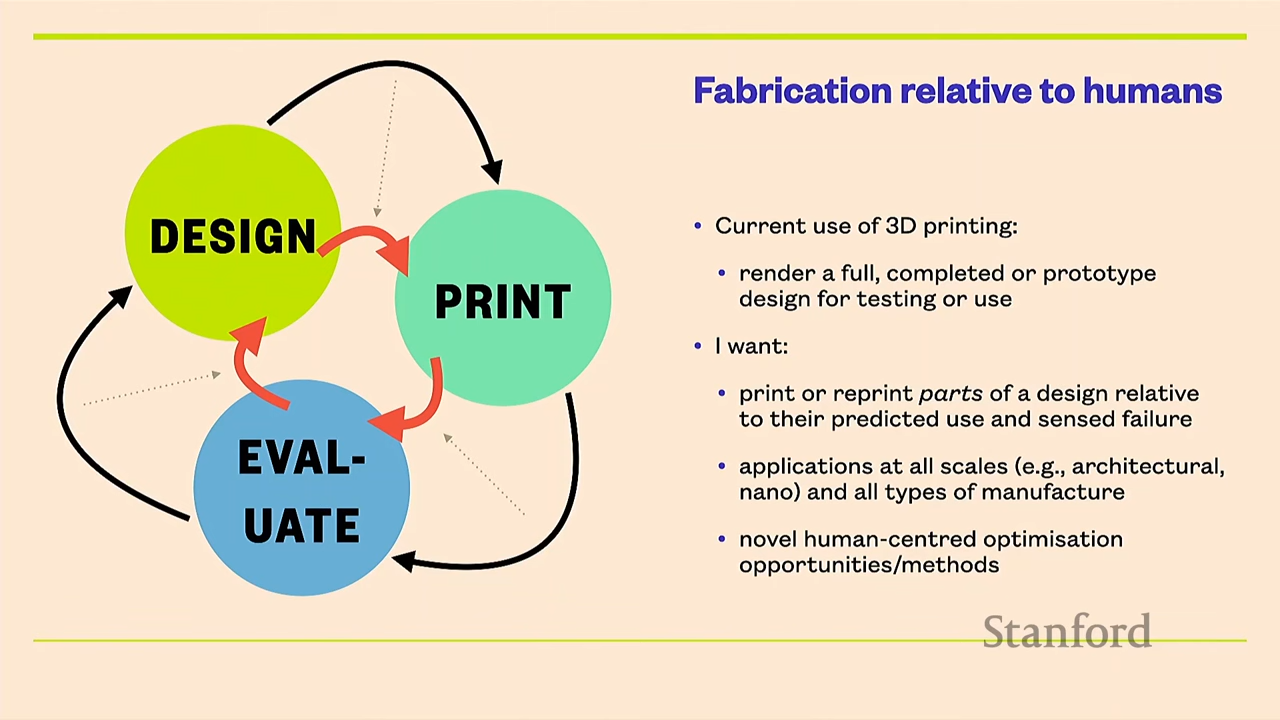 DESIGN
PRINT
EVAL-
UATE
Fabrication relative to humans
• Current use of 3D printing:
• render a full, completed or prototype
design for testing or use
• I want:
• print or reprint parts of a design relative
to their predicted use and sensed failure
• applications at all scales (e.g., architectural,
nano) and all types of manufacture
• novel human-centred optimisation
opportunities/methods
Stanford